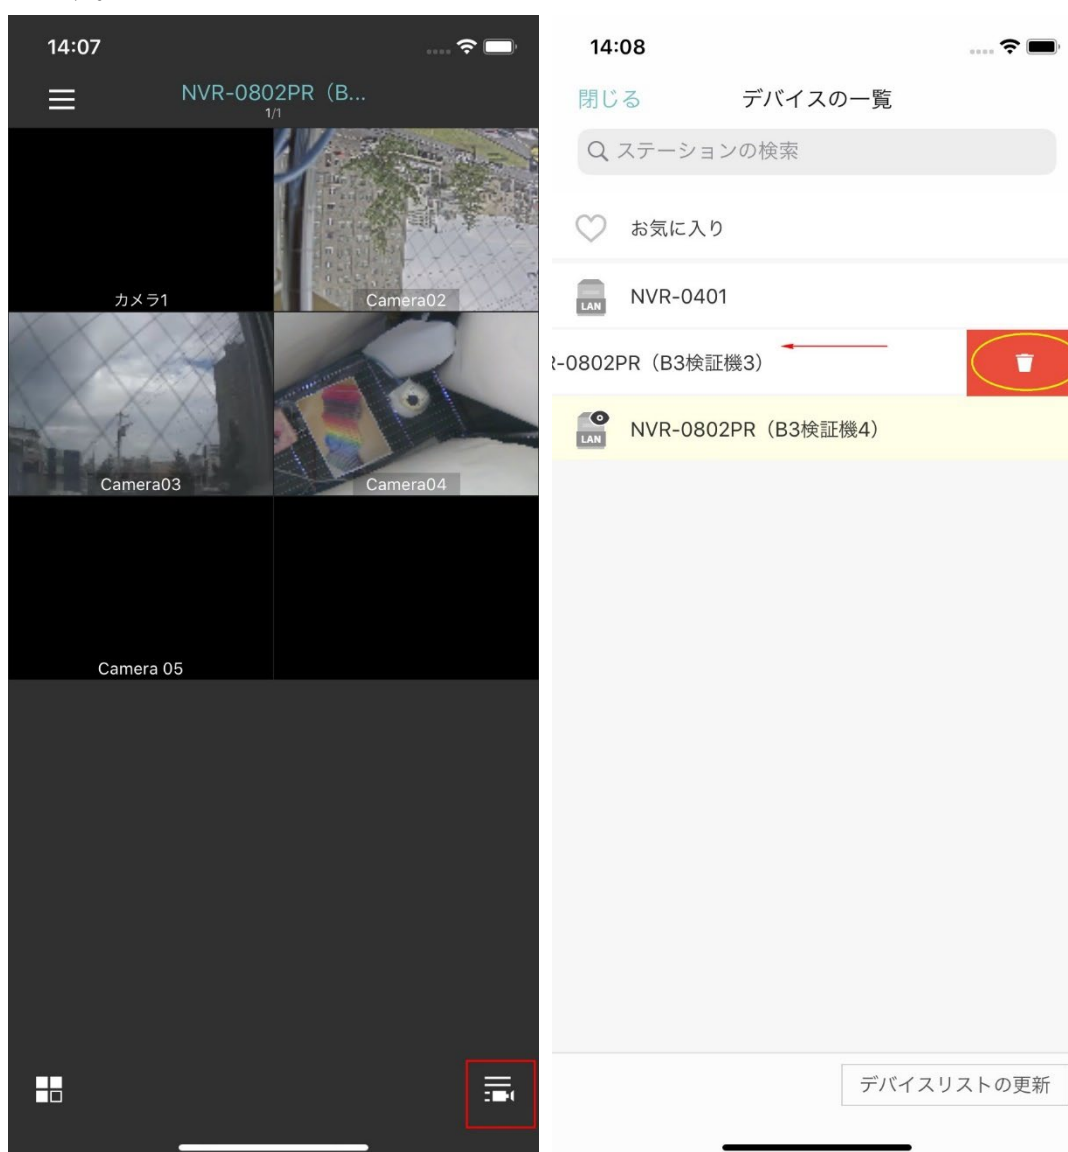 14:07
NVR-0802PR（B...
1/1
カメラ1
Camera02
Camera03
Camera04
Camera 05
14:08
閉じる
デバイスの一覧
ステーションの検索
お気に入り
LAN
NVR-0401
R-0802PR（B3検証機3）
LAN
NVR-0802PR（B3検証機4）
デバイスリストの更新